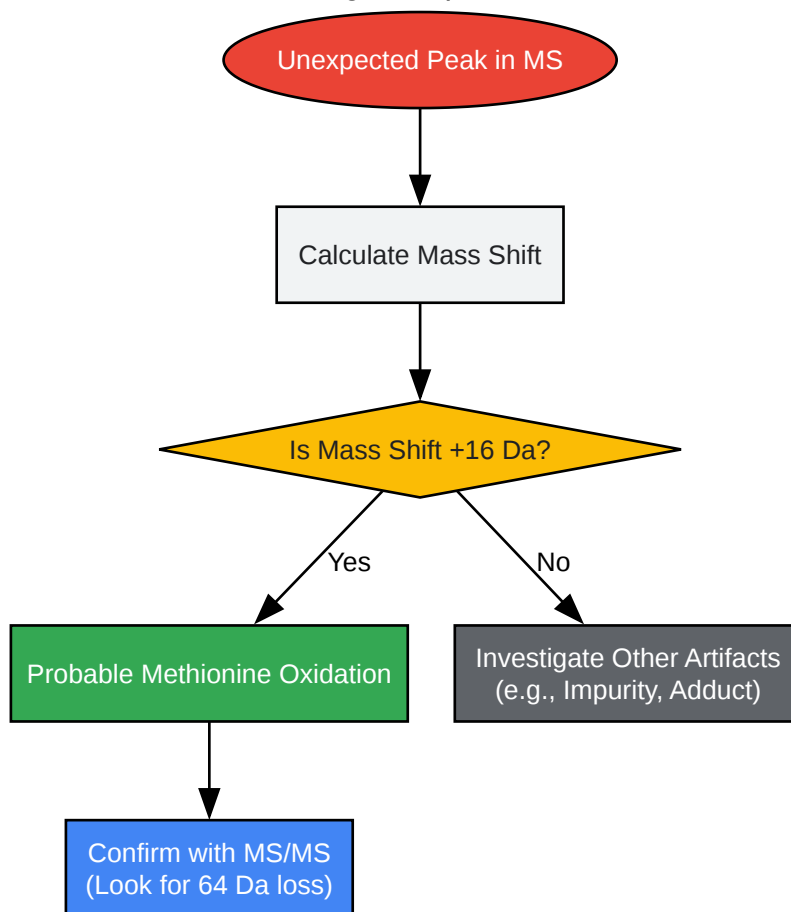 Unexpected Peak in MS
Calculate Mass Shift
Is Mass Shift +16 Da?
Yes
No
Probable Methionine Oxidation
Investigate Other Artifacts
(e.g., Impurity, Adduct)
Confirm with MS/MS
(Look for 64 Da loss)